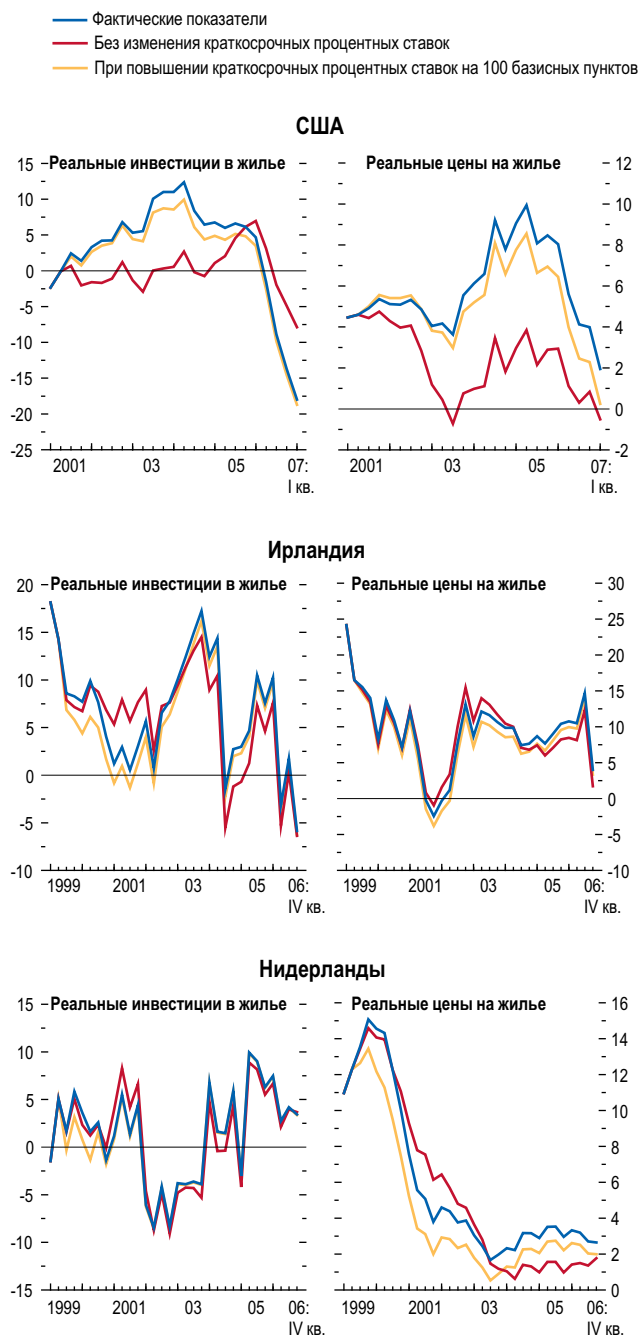 Фактические показатели
Без изменения краткосрочных процентных ставок
При повышении краткосрочных процентных ставок на 100 базисных пунктов
США
Реальные инвестиции в жилье
15
10
5
0
-5
-10
-15
-20
-25
2001 03 05 07:
I кв.
Реальные цены на жилье
12
10
8
6
4
2
0
-2
2001 03 05 07:
I кв.
Ирландия
Реальные инвестиции в жилье
20
15
10
5
0
-5
-10
1999 2001 03 05 06:
IV кв.
Реальные цены на жилье
30
25
20
15
10
5
0
-5
-10
1999 2001 03 05 06:
IV кв.
Нидерланды
Реальные инвестиции в жилье
15
10
5
0
-5
-10
-15
1999 2001 03 05 06:
IV кв.
Реальные цены на жилье
16
14
12
10
8
6
4
2
0
1999 2001 03 05 06:
IV кв.